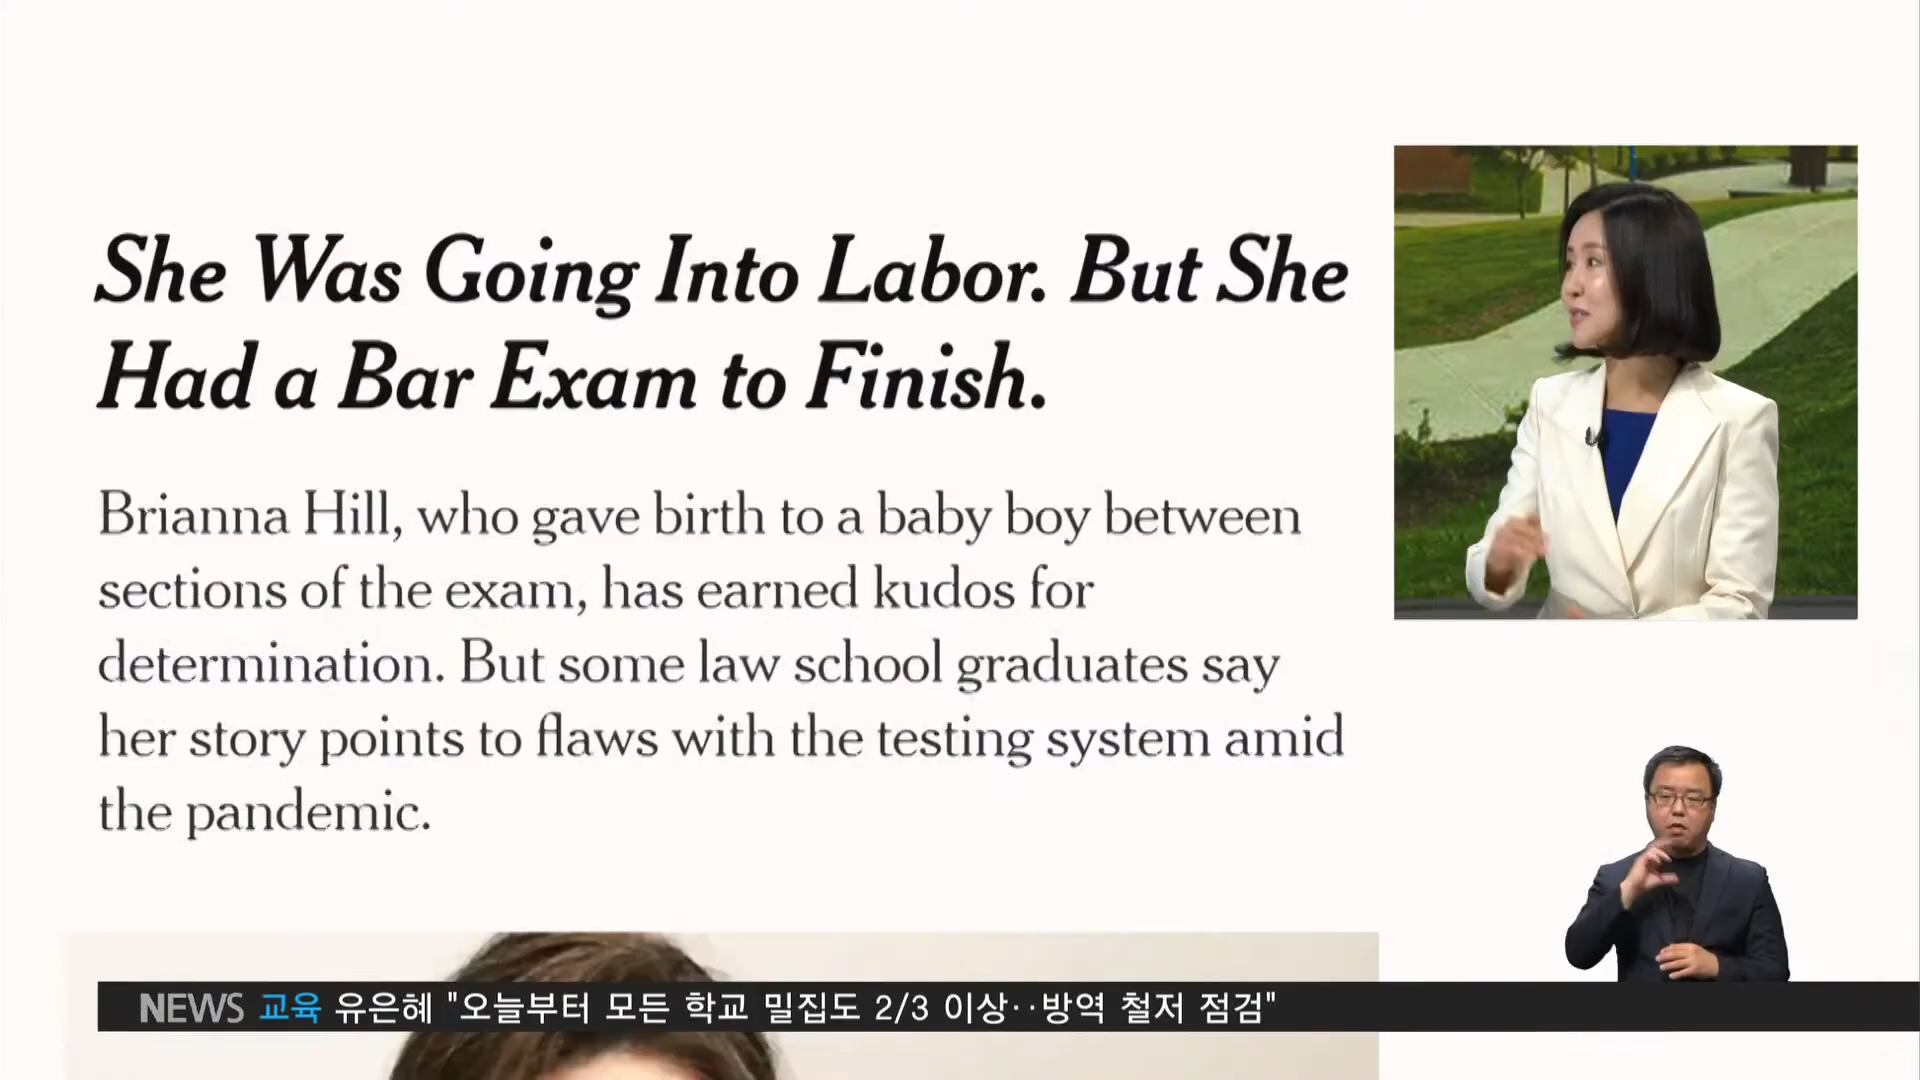 She Was Going Into Labor. But She
Had a Bar Exam to Finish.
Brianna Hill, who gave birth to a baby boy between
sections of the exam, has earned kudos for
determination. But some law school graduates say
her story points to flaws with the testing system amid
the pandemic.
NEWS 교육 유은혜 "오늘부터 모든 학교 밀집도 2/3 이상··방역 철저 점검"